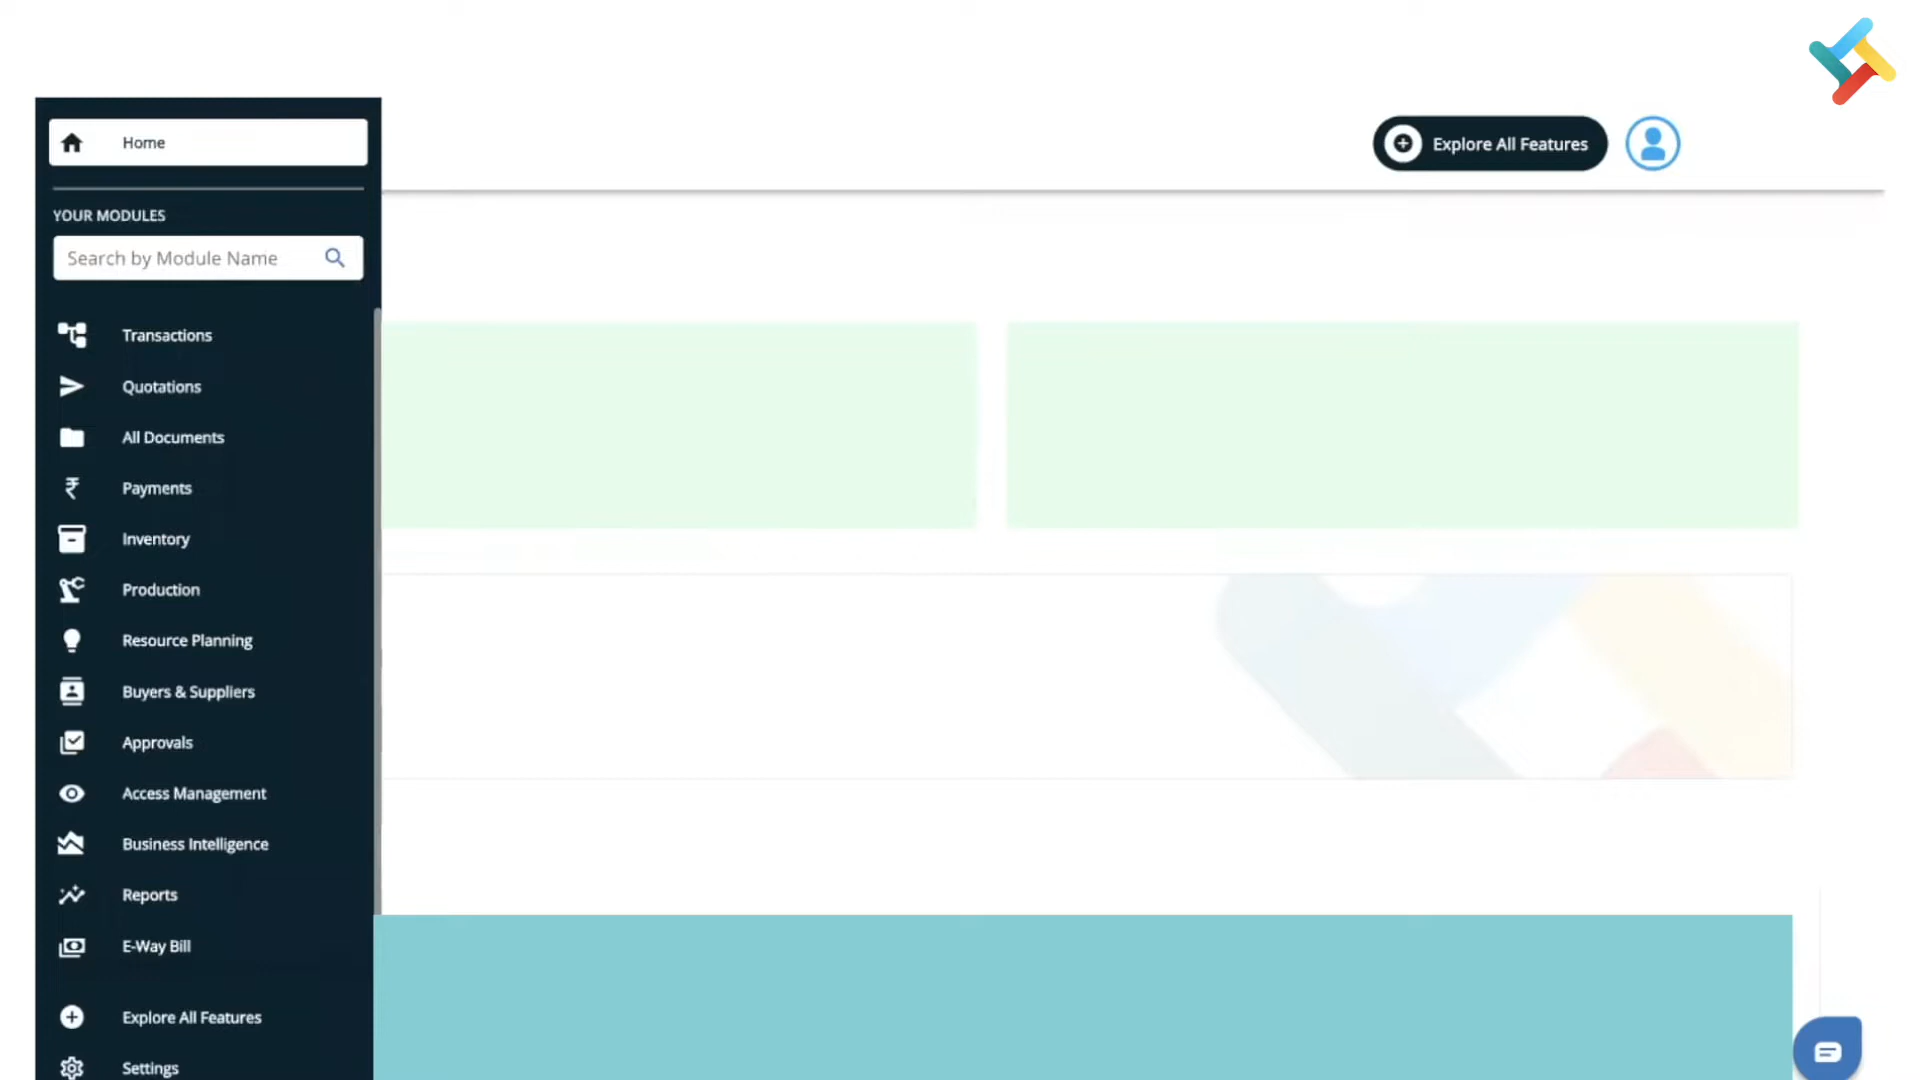 Home
Explore All Features
YOUR MODULES
Search by Module Name
Transactions
Quotations
All Documents
Payments
Inventory
Production
Resource Planning
Buyers & Suppliers
Approvals
Access Management
Business Intelligence
Reports
E-Way Bill
Explore All Features
Settings